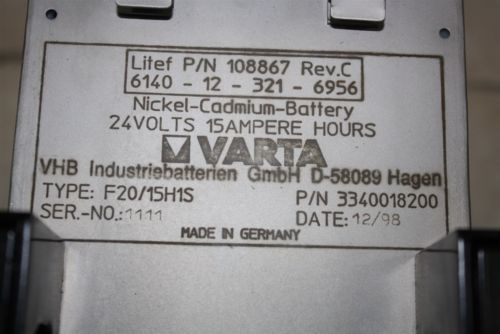 Litef P/N 108867 Rev.C
6140 - 12 - 321 - 6956
Nickel-Cadmium-Battery
24VOLTS 15AMPERE HOURS
VARTA
VHB Industriebatterien GmbH D-58089 Hagen
TYPE: F20/15H1S P/N 3340018200
SER.-NO.: 1111 DATE: 12/98
MADE IN GERMANY